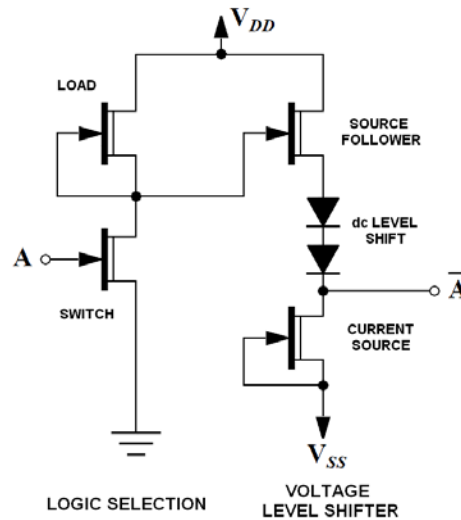 V_DD
LOAD
SOURCE
FOLLOWER
dc LEVEL
SHIFT
A
A̅
SWITCH
CURRENT
SOURCE
V_SS
LOGIC SELECTION
VOLTAGE
LEVEL SHIFTER